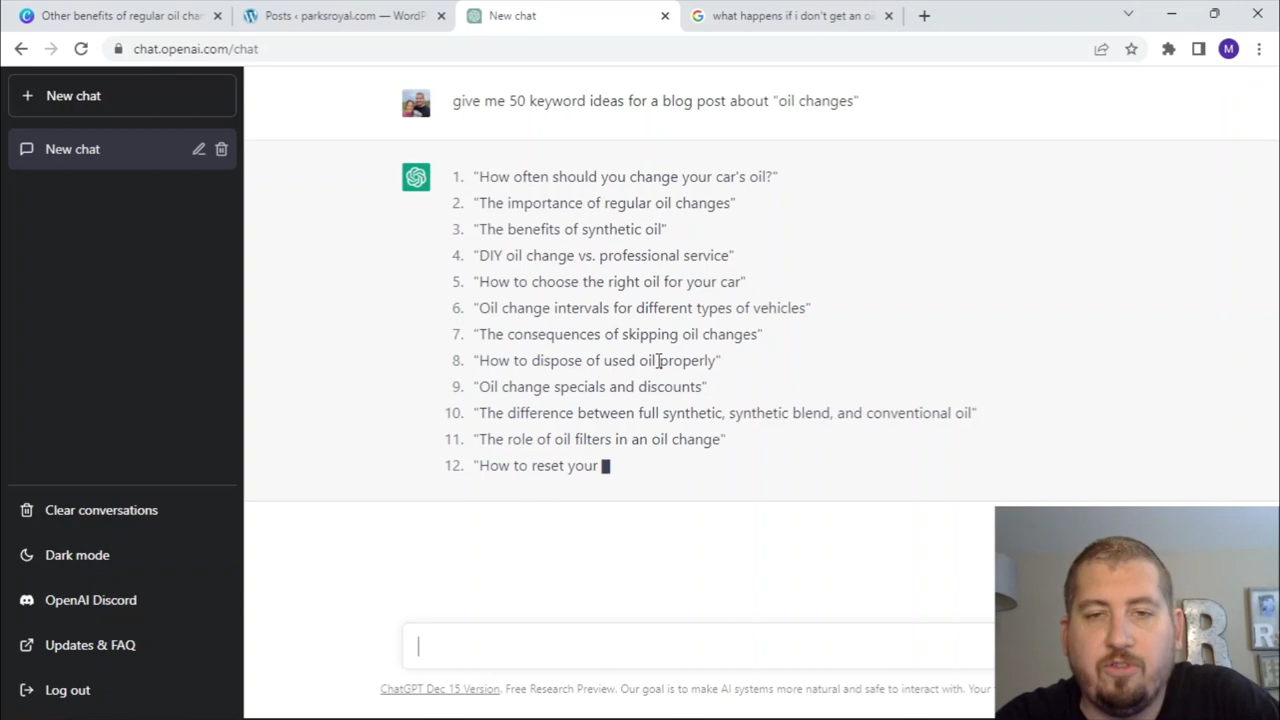 Other benefits of regular oil chan
Posts ‹ parksroyal.com — WordP
New chat
what happens if i don't get an oil
chat.openai.com/chat
M
New chat
New chat
Clear conversations
Dark mode
OpenAI Discord
Updates & FAQ
Log out
give me 50 keyword ideas for a blog post about "oil changes"
1. "How often should you change your car's oil?"
2. "The importance of regular oil changes"
3. "The benefits of synthetic oil"
4. "DIY oil change vs. professional service"
5. "How to choose the right oil for your car"
6. "Oil change intervals for different types of vehicles"
7. "The consequences of skipping oil changes"
8. "How to dispose of used oil properly"
9. "Oil change specials and discounts"
10. "The difference between full synthetic, synthetic blend, and conventional oil"
11. "The role of oil filters in an oil change"
12. "How to reset your
ChatGPT Dec 15 Version. Free Research Preview. Our goal is to make AI systems more natural and safe to interact with. Your
R
R